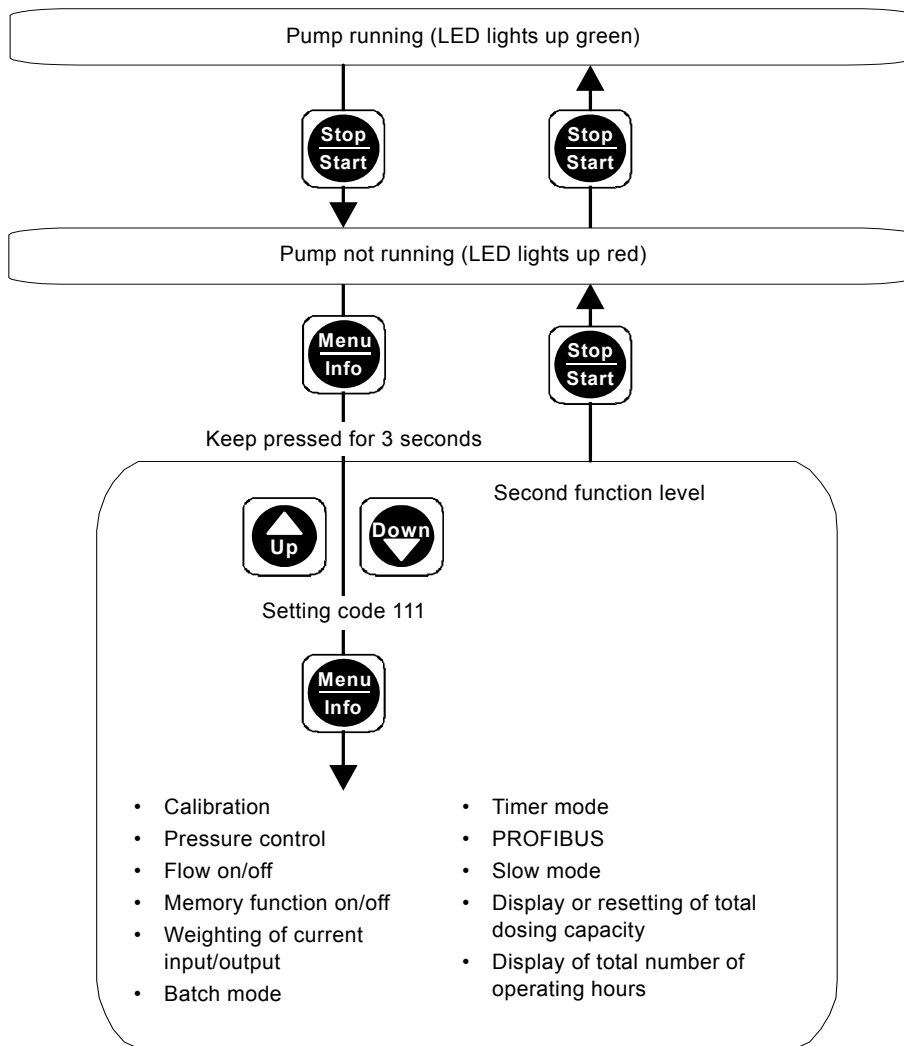 Pump running (LED lights up green)
Stop
Start
Stop
Start
Pump not running (LED lights up red)
Menu
Info
Stop
Start
Keep pressed for 3 seconds
Second function level
Up
Down
Setting code 111
Menu
Info
• Calibration
• Pressure control
• Flow on/off
• Memory function on/off
• Weighting of current
input/output
• Batch mode
• Timer mode
• PROFIBUS
• Slow mode
• Display or resetting of total
dosing capacity
• Display of total number of
operating hours